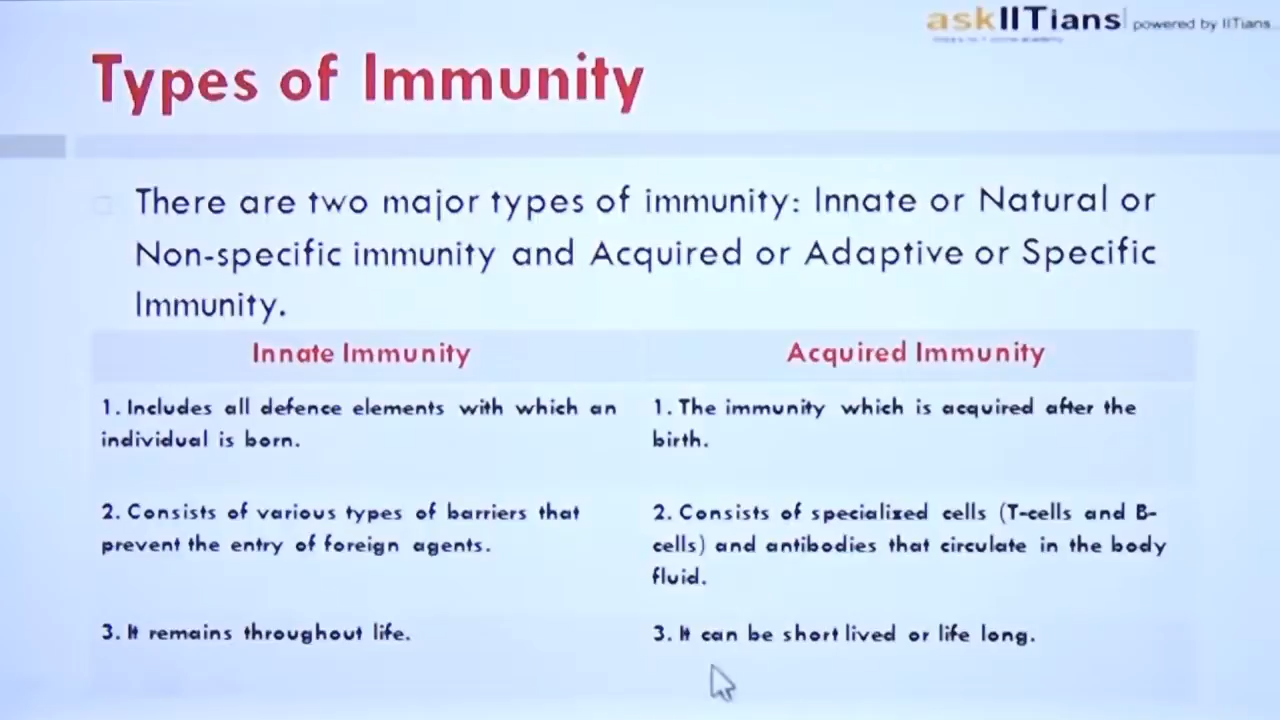 askIITians powered by IITians
Types of Immunity
There are two major types of immunity: Innate or Natural or
Non-specific immunity and Acquired or Adaptive or Specific
Immunity.
Innate Immunity
Acquired Immunity
1. Includes all defence elements with which an
individual is born.
1. The immunity which is acquired after the
birth.
2. Consists of various types of barriers that
prevent the entry of foreign agents.
2. Consists of specialized cells (T-cells and B-
cells) and antibodies that circulate in the body
fluid.
3. It remains throughout life.
3. It can be short lived or life long.